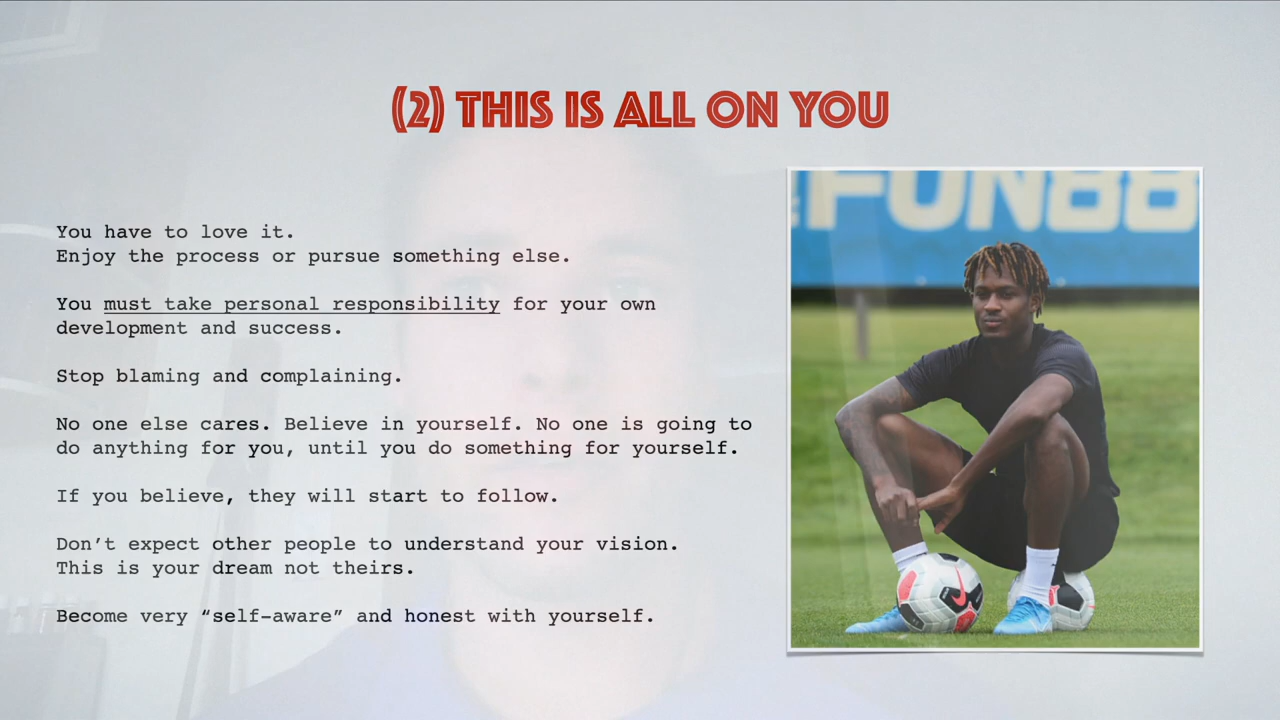 (2) THIS IS ALL ON YOU
You have to love it.
Enjoy the process or pursue something else.
You must take personal responsibility for your own
development and success.
Stop blaming and complaining.
No one else cares. Believe in yourself. No one is going to
do anything for you, until you do something for yourself.
If you believe, they will start to follow.
Don’t expect other people to understand your vision.
This is your dream not theirs.
Become very “self-aware” and honest with yourself.
FUN88